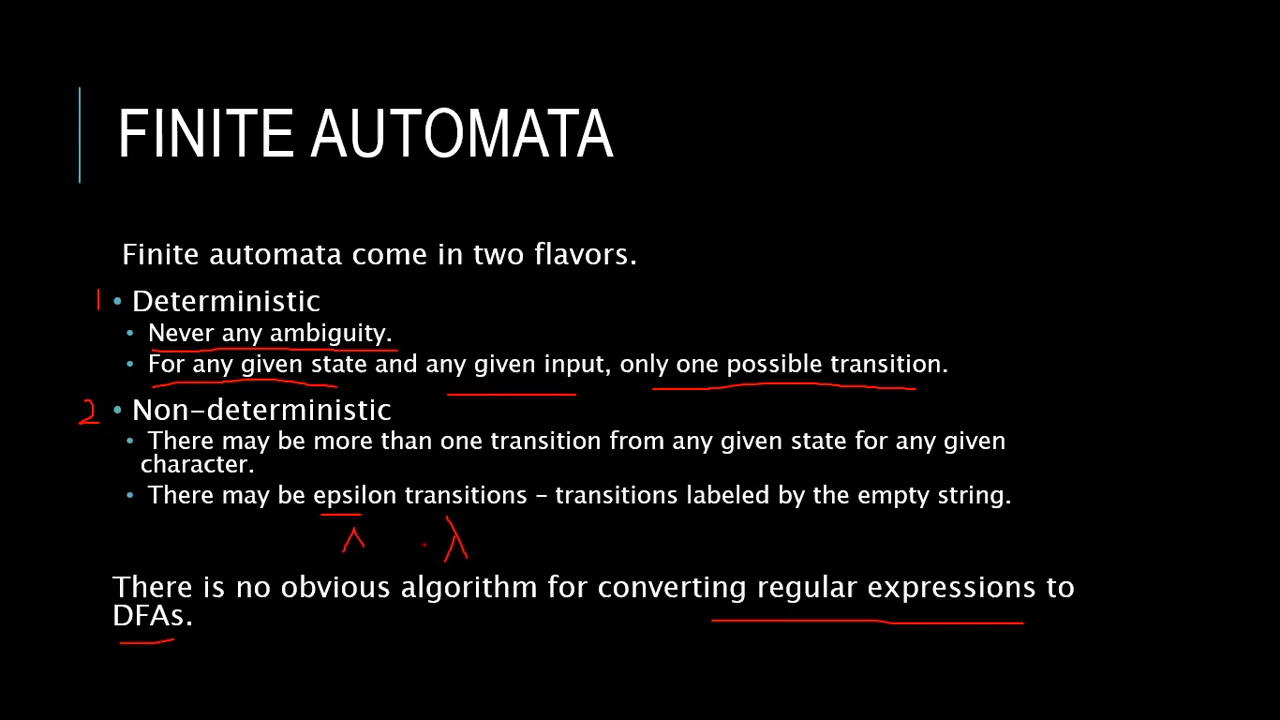 FINITE AUTOMATA
Finite automata come in two flavors.
1 • Deterministic
• Never any ambiguity.
• For any given state and any given input, only one possible transition.
2 • Non-deterministic
• There may be more than one transition from any given state for any given
character.
• There may be epsilon transitions – transitions labeled by the empty string.
λ
There is no obvious algorithm for converting regular expressions to
DFAs.